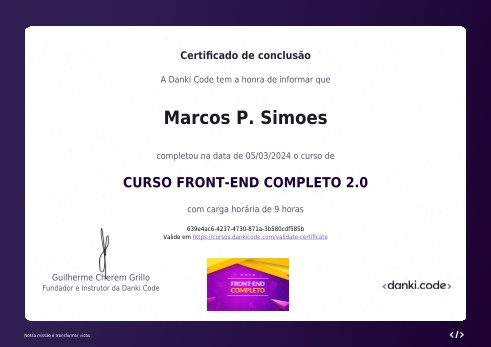 Certificado de conclusão
A Danki Code tem a honra de informar que
Marcos P. Simoes
completou na data de 05/03/2024 o curso de
CURSO FRONT-END COMPLETO 2.0
com carga horária de 9 horas
639e4ac6-4237-4730-871a-3b580cdf585b
Valide em https://cursos.dankicode.com/validate-certificate
Guilherme Cherem Grillo
Fundador e Instrutor da Danki Code
FRONT-END
COMPLETO
<danki.code>
Nossa missão é transformar vidas
</>